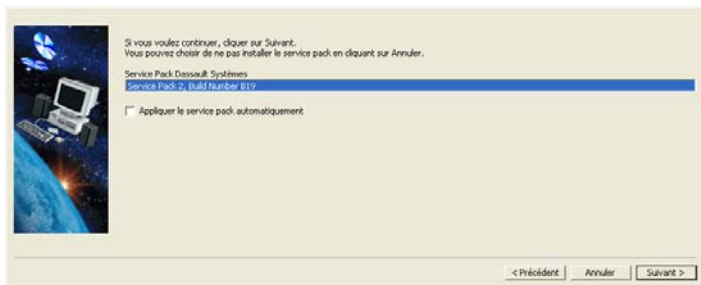 Si vous voulez continuer, cliquer sur Suivant.
Vous pouvez choisir de ne pas installer le service pack en cliquant sur Annuler.
Service Pack Dassault Systèmes
Service Pack 2, Build Number B19
Appliquer le service pack automatiquement
< Précédent Annuler Suivant >